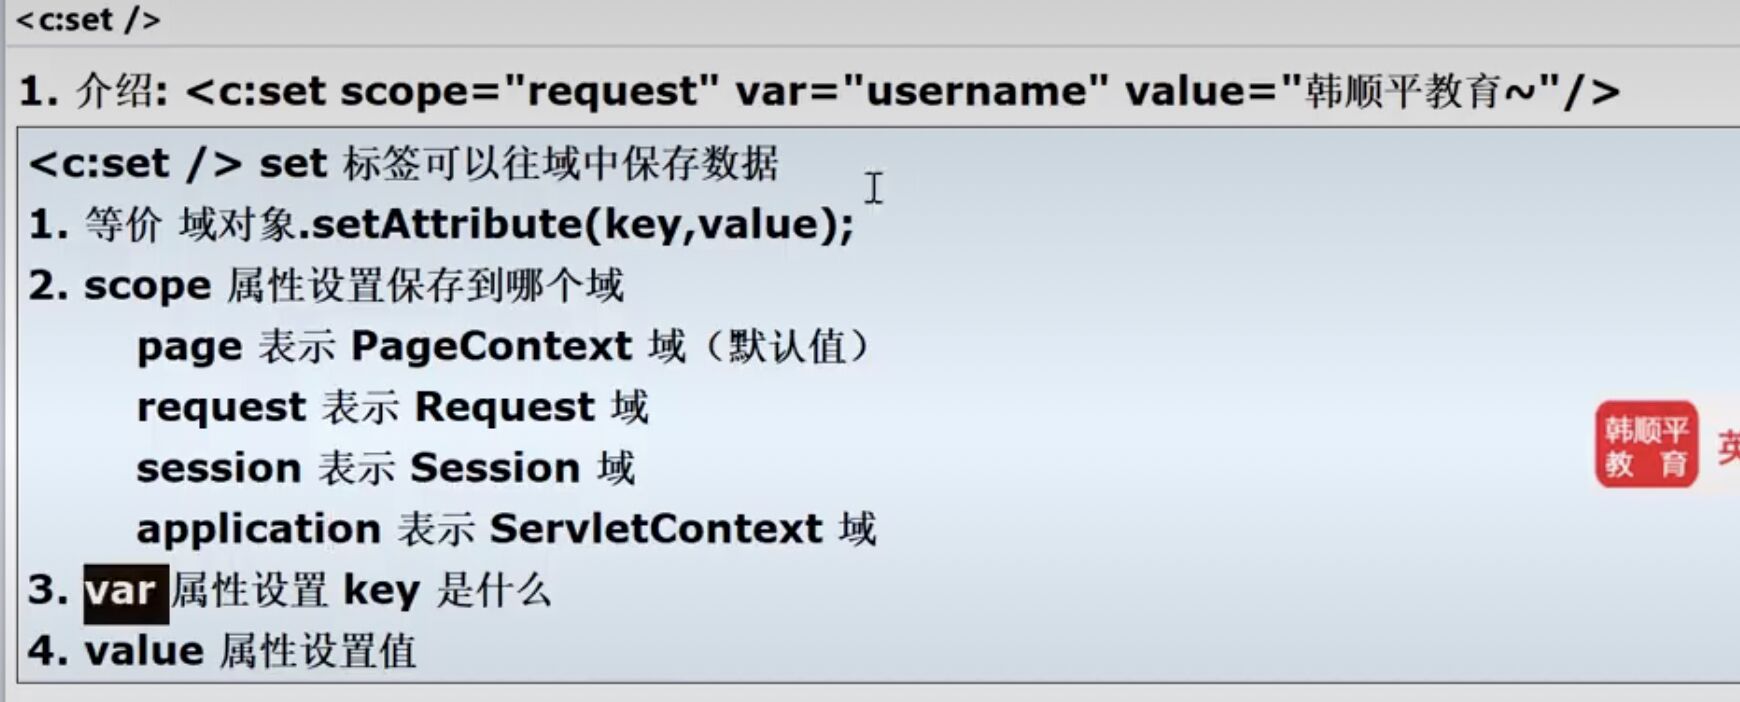 <c:set />
1. 介绍: <c:set scope="request" var="username" value="韩顺平教育~"/>
<c:set /> set 标签可以往域中保存数据
1. 等价 域对象.setAttribute(key,value);
2. scope 属性设置保存到哪个域
page 表示 PageContext 域（默认值）
request 表示 Request 域
session 表示 Session 域
application 表示 ServletContext 域
3. var 属性设置 key 是什么
4. value 属性设置值
韩顺平
教 育
英